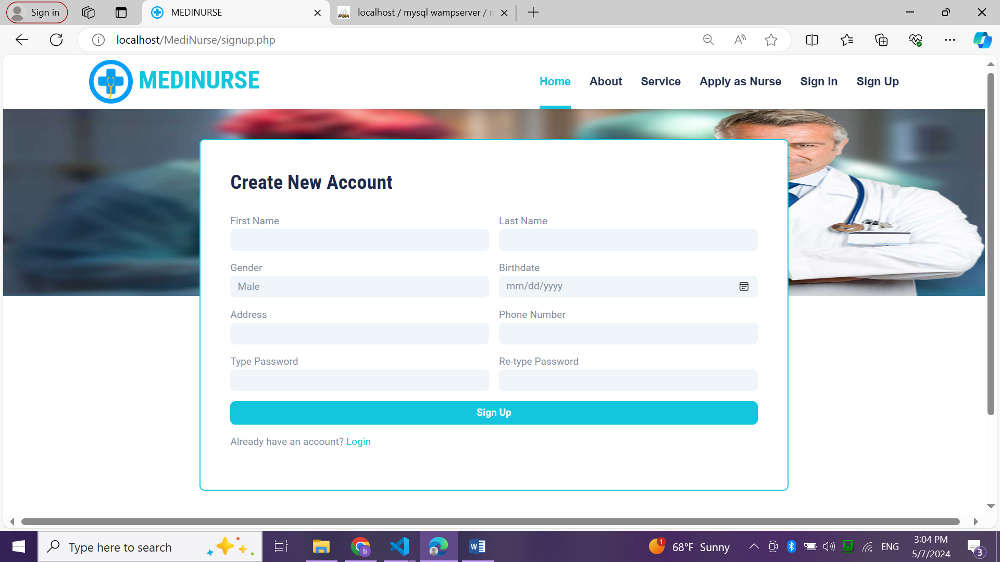 Sign in
MEDINURSE
localhost / mysql wampserver /
localhost/MediNurse/signup.php
MEDINURSE
Home
About
Service
Apply as Nurse
Sign In
Sign Up
Create New Account
First Name
Last Name
Gender
Birthdate
Male
mm/dd/yyyy
Address
Phone Number
Type Password
Re-type Password
Sign Up
Already have an account? Login
Type here to search
1
68°F Sunny
ENG
3:04 PM
5/7/2024
3